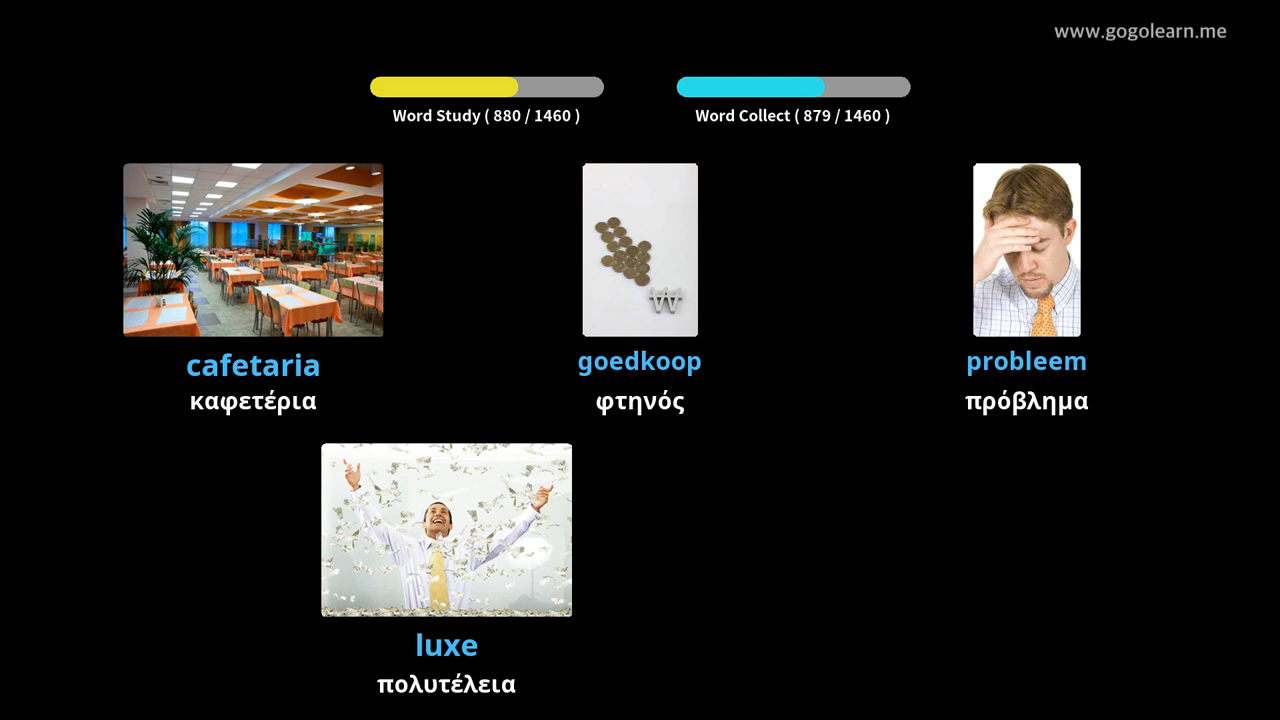 www.gogolearn.me
Word Study ( 880 / 1460 )
Word Collect ( 879 / 1460 )
cafetaria
καφετέρια
goedkoop
φτηνός
probleem
πρόβλημα
luxe
πολυτέλεια